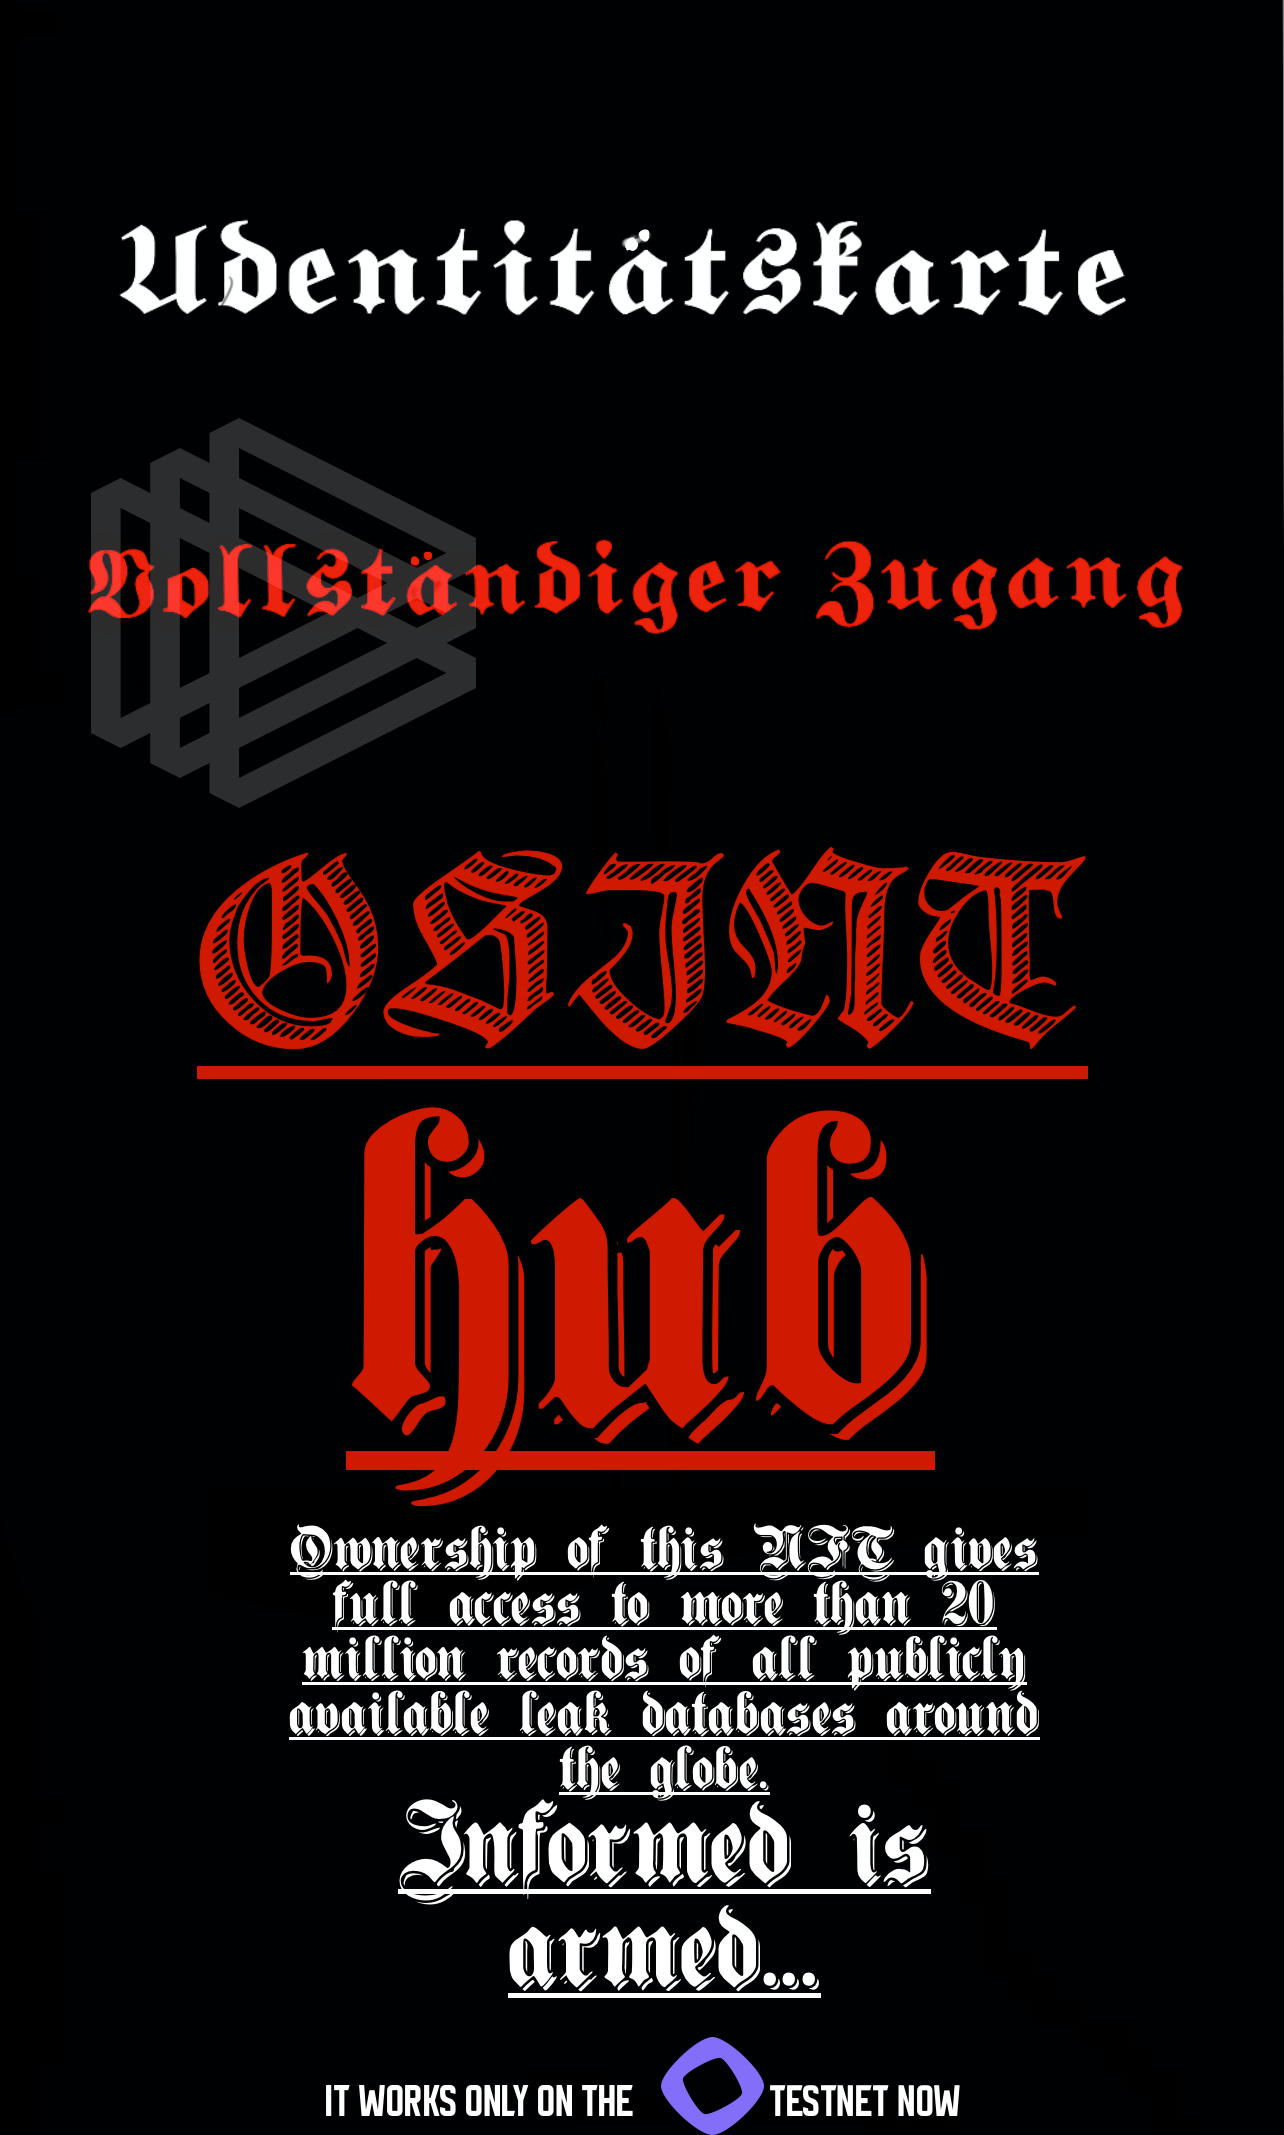 Identitätskarte
Vollständiger Zugang
OSINT
hub
Ownership of this NFT gives
full access to more than 20
million records of all publicly
available leak databases around
the globe.
Informed is
armed...
IT WORKS ONLY ON THE TESTNET NOW